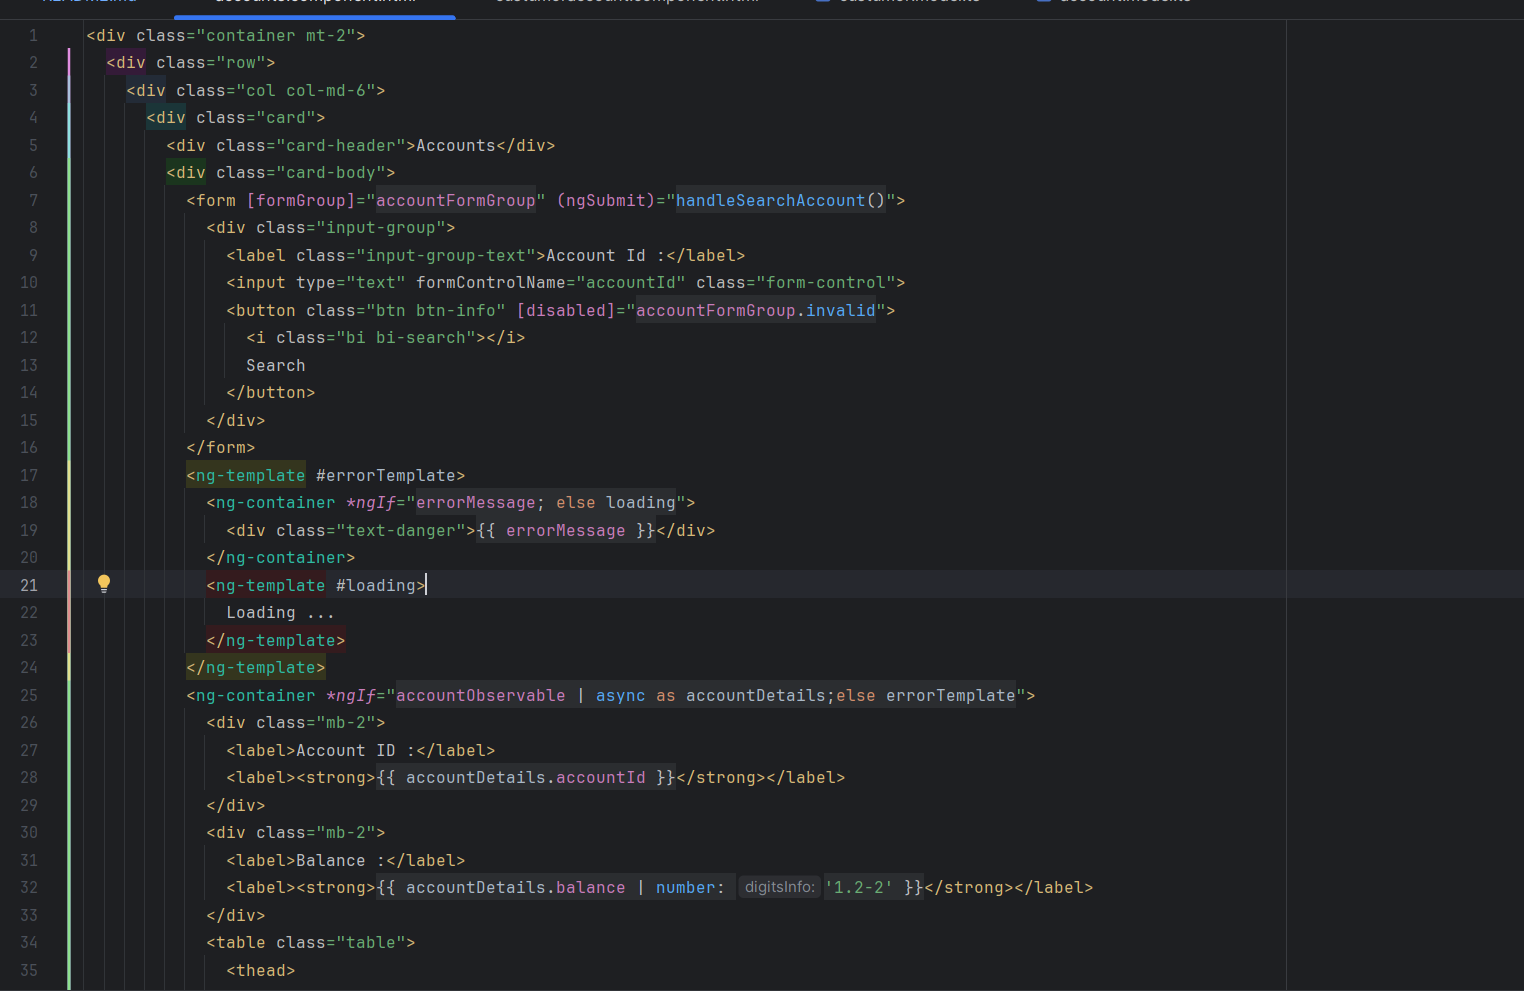 1 <div class="container mt-2">
2 <div class="row">
3 <div class="col col-md-6">
4 <div class="card">
5 <div class="card-header">Accounts</div>
6 <div class="card-body">
7 <form [formGroup]="accountFormGroup" (ngSubmit)="handleSearchAccount()">
8 <div class="input-group">
9 <label class="input-group-text">Account Id :</label>
10 <input type="text" formControlName="accountId" class="form-control">
11 <button class="btn btn-info" [disabled]="accountFormGroup.invalid">
12 <i class="bi bi-search"></i>
13 Search
14 </button>
15 </div>
16 </form>
17 <ng-template #errorTemplate>
18 <ng-container *ngIf="errorMessage; else loading">
19 <div class="text-danger">{{ errorMessage }}</div>
20 </ng-container>
21 <ng-template #loading>
22 Loading ...
23 </ng-template>
24 </ng-template>
25 <ng-container *ngIf="accountObservable | async as accountDetails;else errorTemplate">
26 <div class="mb-2">
27 <label>Account ID :</label>
28 <label><strong>{{ accountDetails.accountId }}</strong></label>
29 </div>
30 <div class="mb-2">
31 <label>Balance :</label>
32 <label><strong>{{ accountDetails.balance | number: digitsInfo: '1.2-2' }}</strong></label>
33 </div>
34 <table class="table">
35 <thead>